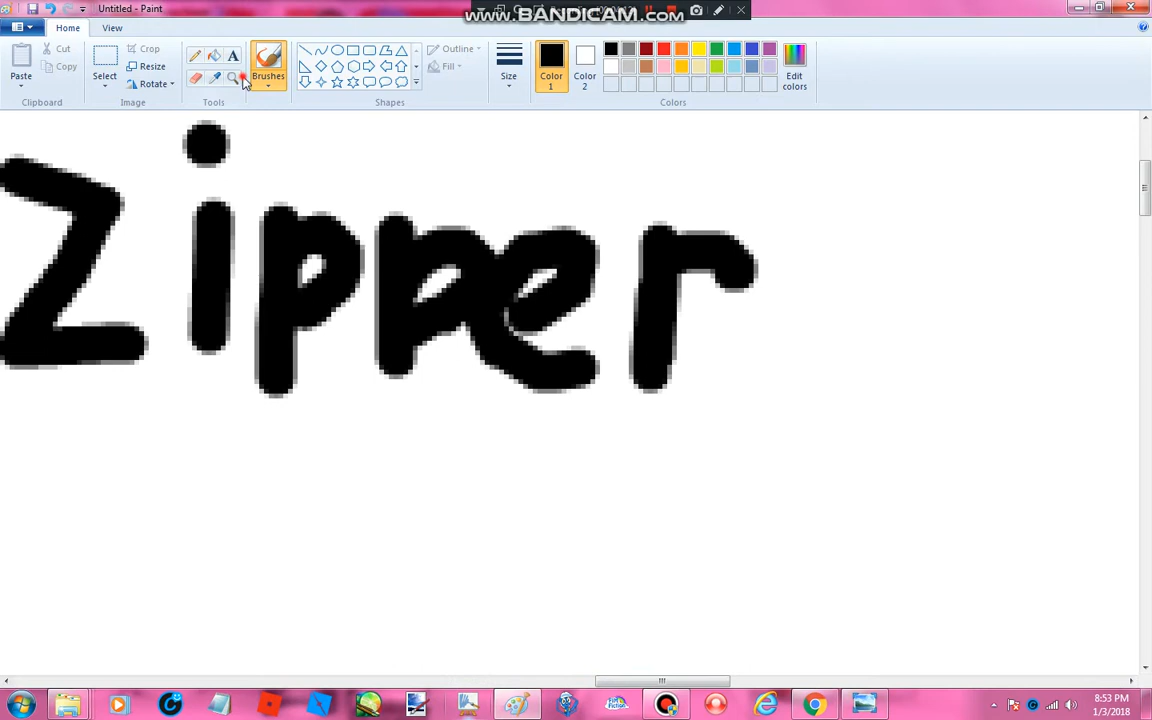 Untitled - Paint
www.BANDICAM.com
Home
View
Paste
Cut
Copy
Clipboard
Select
Crop
Resize
Rotate
Image
A
Tools
Brushes
Outline
Fill
Shapes
Size
Color 1
Color 2
Edit colors
Colors
Zipper
8:53 PM
1/3/2018